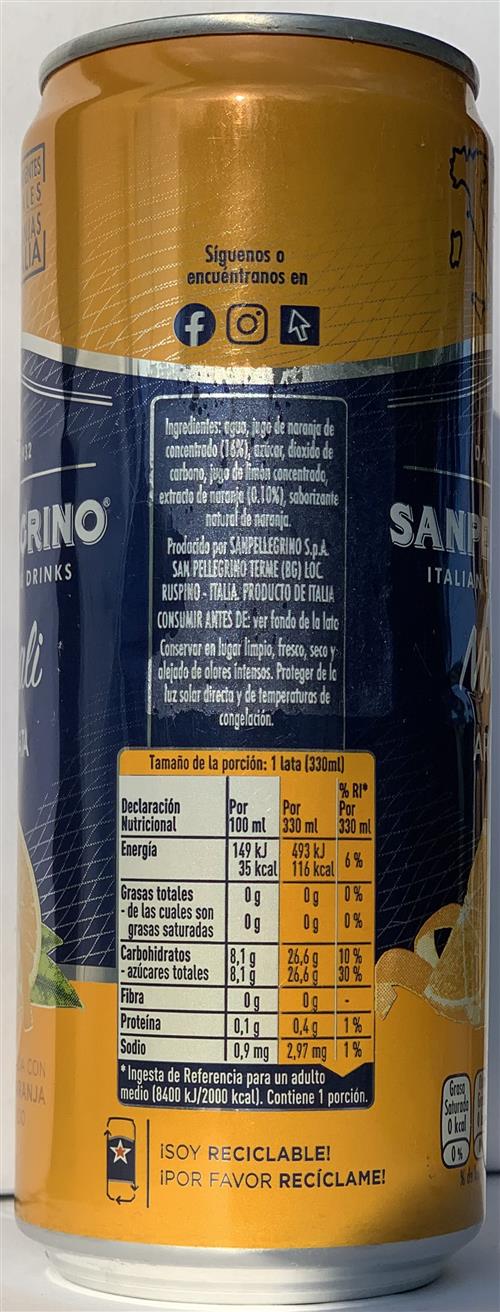 Síguenos o
encuéntranos en
Ingredientes: agua, jugo de naranja de
concentrado (16%), azúcar, dióxido de
carbono, jugo de limón concentrado,
extracto de naranja (0.10%), saborizante
natural de naranja.
Producido por SANPELLEGRINO S.p.A.
SAN PELLEGRINO TERME (BG) LOC.
RUSPINO - ITALIA. PRODUCTO DE ITALIA
CONSUMIR ANTES DE: ver fondo de la lata
Conservar en lugar limpio, fresco, seco y
alejado de olores intensos. Proteger de la
luz solar directa y de temperaturas de
congelación.
GRINO®
DRINKS
SANP
ITALIAN
Tamaño de la porción: 1 lata (330ml)
Declaración Nutricional Por 100 ml Por 330 ml % RI* Por 330 ml
Energía 149 kJ 35 kcal 493 kJ 116 kcal 6%
Grasas totales 0 g 0 g 0%
- de las cuales son grasas saturadas 0 g 0 g 0%
Carbohidratos 8,1 g 26,6 g 10%
- azúcares totales 8,1 g 26,6 g 30%
Fibra 0 g 0 g -
Proteína 0,1 g 0,4 g 1%
Sodio 0,9 mg 2,97 mg 1%
* Ingesta de Referencia para un adulto
medio (8400 kJ/2000 kcal). Contiene 1 porción.
¡SOY RECICLABLE!
¡POR FAVOR RECÍCLAME!
Grasa
Saturada
0 kcal
0%